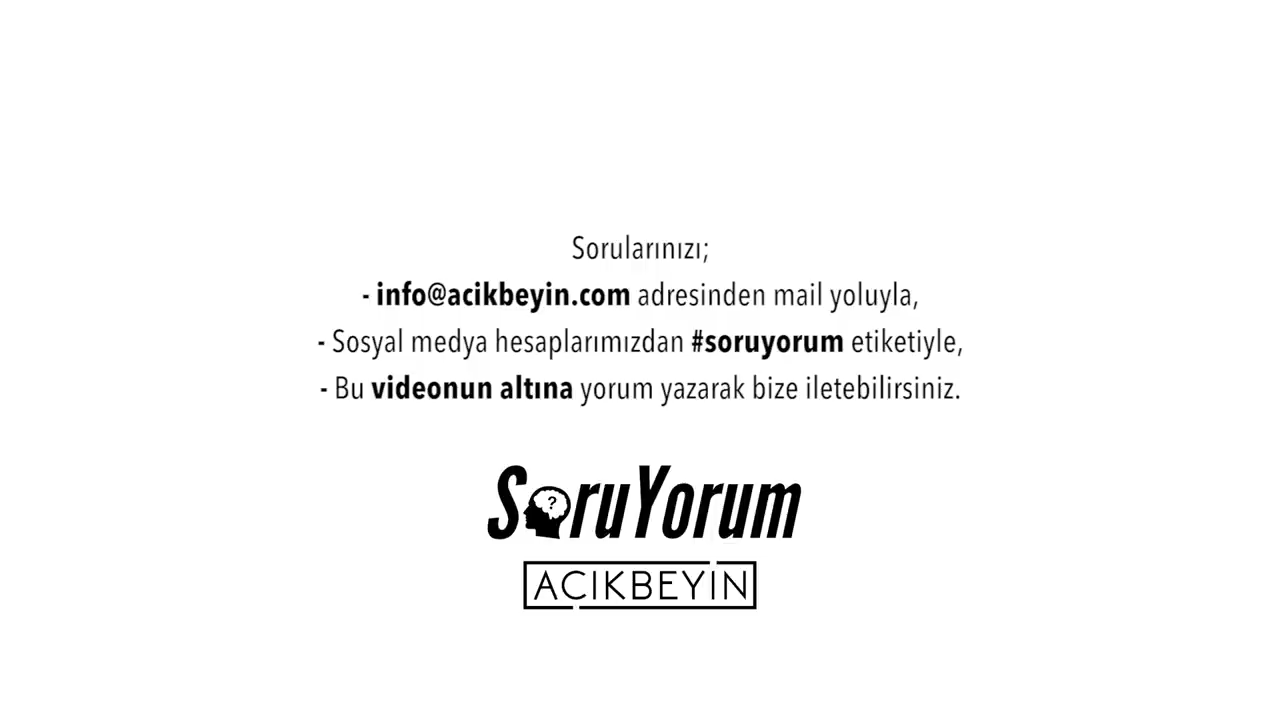 Sorularınızı;
- info@acikbeyin.com adresinden mail yoluyla,
- Sosyal medya hesaplarımızdan #soruyorum etiketiyle,
- Bu videonun altına yorum yazarak bize iletebilirsiniz.
SoruYorum
AÇIKBEYİN